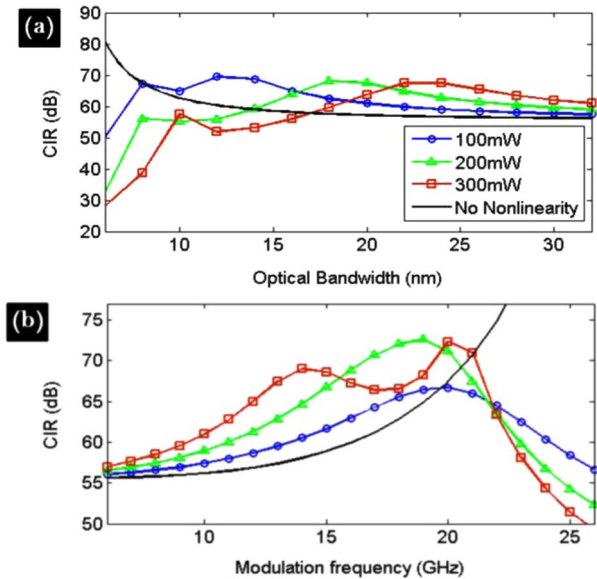 (a)
90
80
70
60
50
40
30
20
CIR (dB)
100mW
200mW
300mW
No Nonlinearity
10
15
20
25
30
Optical Bandwidth (nm)
(b)
75
70
65
60
55
50
CIR (dB)
10
15
20
25
Modulation frequency (GHz)